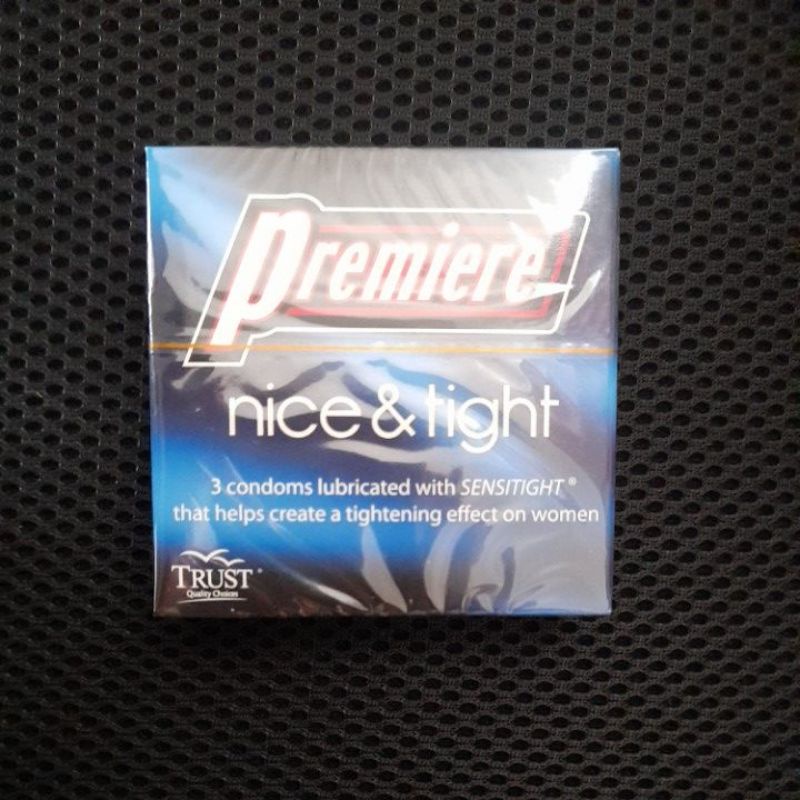 premiere
nice & tight
3 condoms lubricated with SENSITIGHT®
that helps create a tightening effect on women
TRUST®
Quality Choices